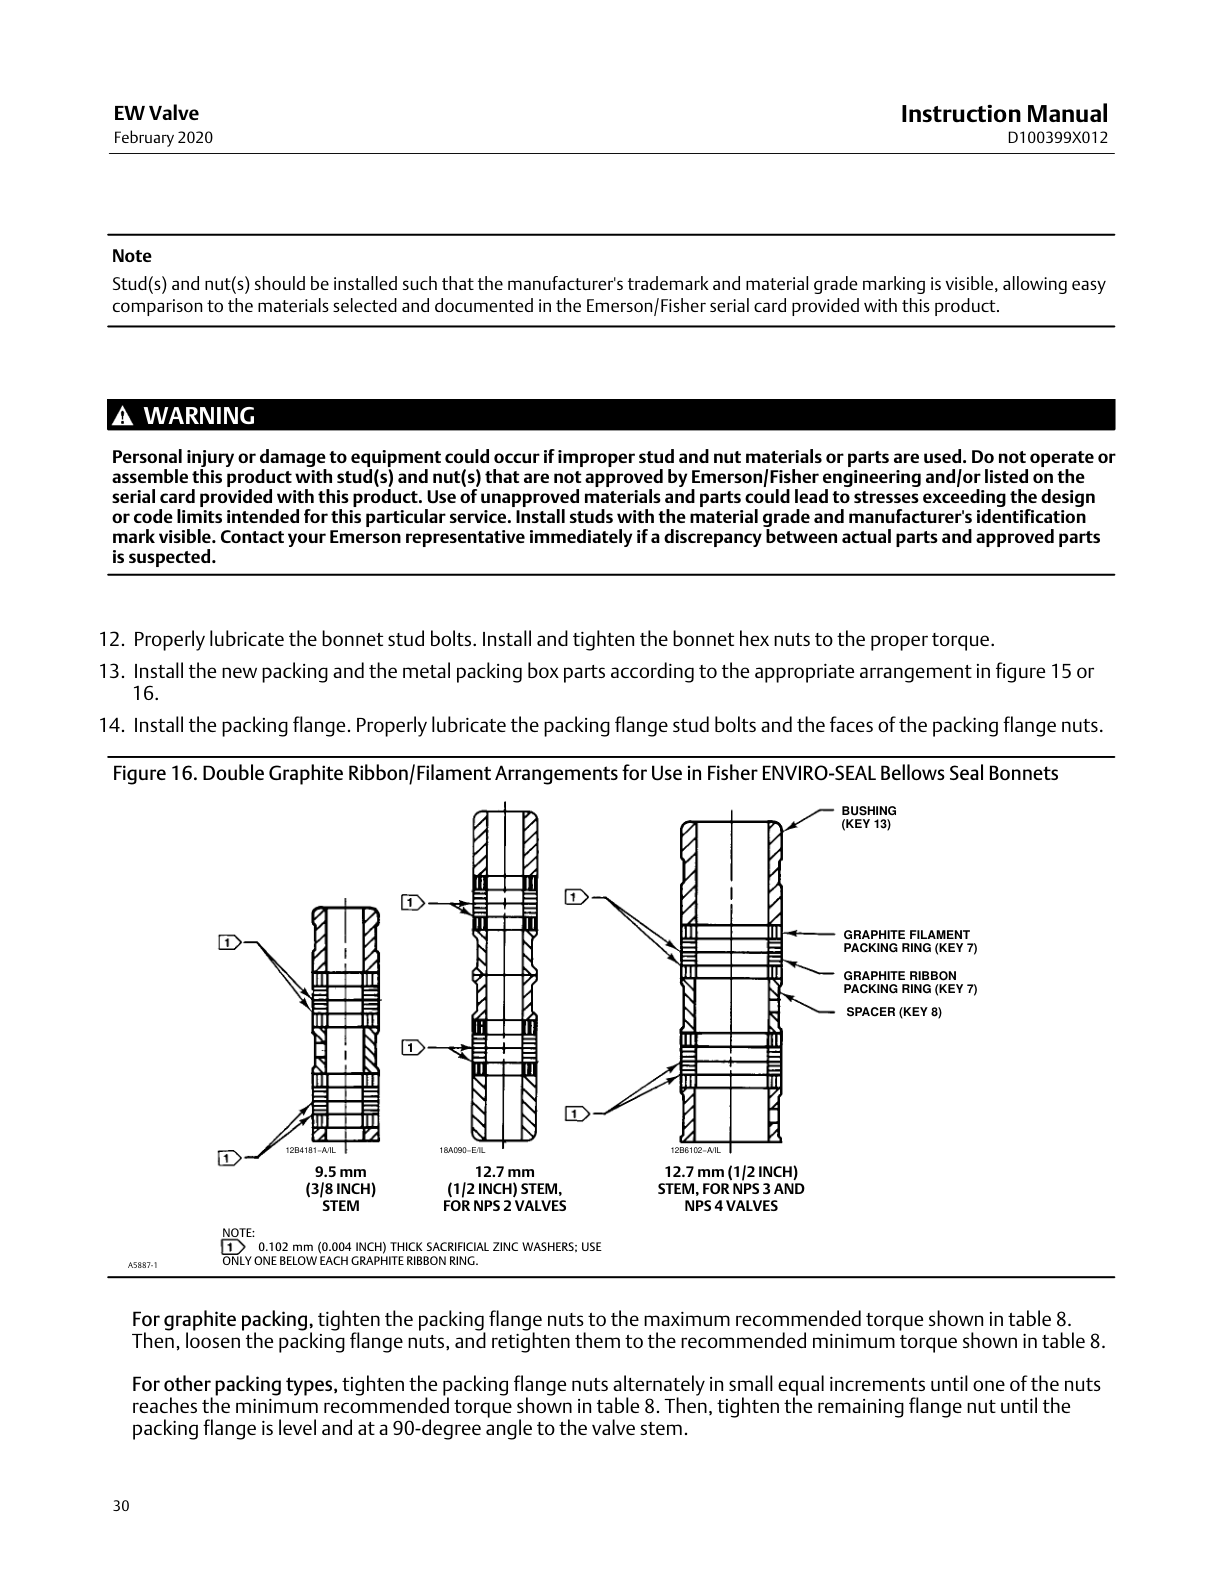 EW Valve
Instruction Manual
February 2020
D100399X012
Note
Stud(s) and nut(s) should be installed such that the manufacturer's trademark and material grade marking is visible, allowing easy
comparison to the materials selected and documented in the Emerson/Fisher serial card provided with this product.
WARNING
Personal injury or damage to equipment could occur if improper stud and nut materials or parts are used. Do not operate or
assemble this product with stud(s) and nut(s) that are not approved by Emerson/Fisher engineering and/or listed on the
serial card provided with this product. Use of unapproved materials and parts could lead to stresses exceeding the design
or code limits intended for this particular service. Install studs with the material grade and manufacturer's identification
mark visible. Contact your Emerson representative immediately if a discrepancy between actual parts and approved parts
is suspected.
12. Properly lubricate the bonnet stud bolts. Install and tighten the bonnet hex nuts to the proper torque.
13. Install the new packing and the metal packing box parts according to the appropriate arrangement in figure 15 or
16.
14. Install the packing flange. Properly lubricate the packing flange stud bolts and the faces of the packing flange nuts.
Figure 16. Double Graphite Ribbon/Filament Arrangements for Use in Fisher ENVIRO-SEAL Bellows Seal Bonnets
BUSHING
(KEY 13)
1
1
1
GRAPHITE FILAMENT
PACKING RING (KEY 7)
GRAPHITE RIBBON
PACKING RING (KEY 7)
SPACER (KEY 8)
1
1
1
12B4181−A/IL
18A090−E/IL
12B6102−A/IL
9.5 mm
(3/8 INCH)
STEM
12.7 mm
(1/2 INCH) STEM,
FOR NPS 2 VALVES
12.7 mm (1/2 INCH)
STEM, FOR NPS 3 AND
NPS 4 VALVES
NOTE:
1 0.102 mm (0.004 INCH) THICK SACRIFICIAL ZINC WASHERS; USE
ONLY ONE BELOW EACH GRAPHITE RIBBON RING.
A5887-1
For graphite packing, tighten the packing flange nuts to the maximum recommended torque shown in table 8.
Then, loosen the packing flange nuts, and retighten them to the recommended minimum torque shown in table 8.
For other packing types, tighten the packing flange nuts alternately in small equal increments until one of the nuts
reaches the minimum recommended torque shown in table 8. Then, tighten the remaining flange nut until the
packing flange is level and at a 90-degree angle to the valve stem.
30